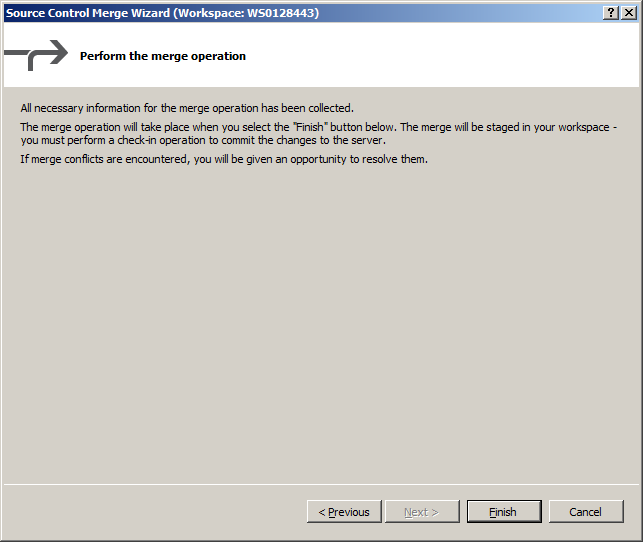 Source Control Merge Wizard (Workspace: WS0128443)
Perform the merge operation
All necessary information for the merge operation has been collected.
The merge operation will take place when you select the "Finish" button below. The merge will be staged in your workspace -
you must perform a check-in operation to commit the changes to the server.
If merge conflicts are encountered, you will be given an opportunity to resolve them.
< Previous Next > Finish Cancel